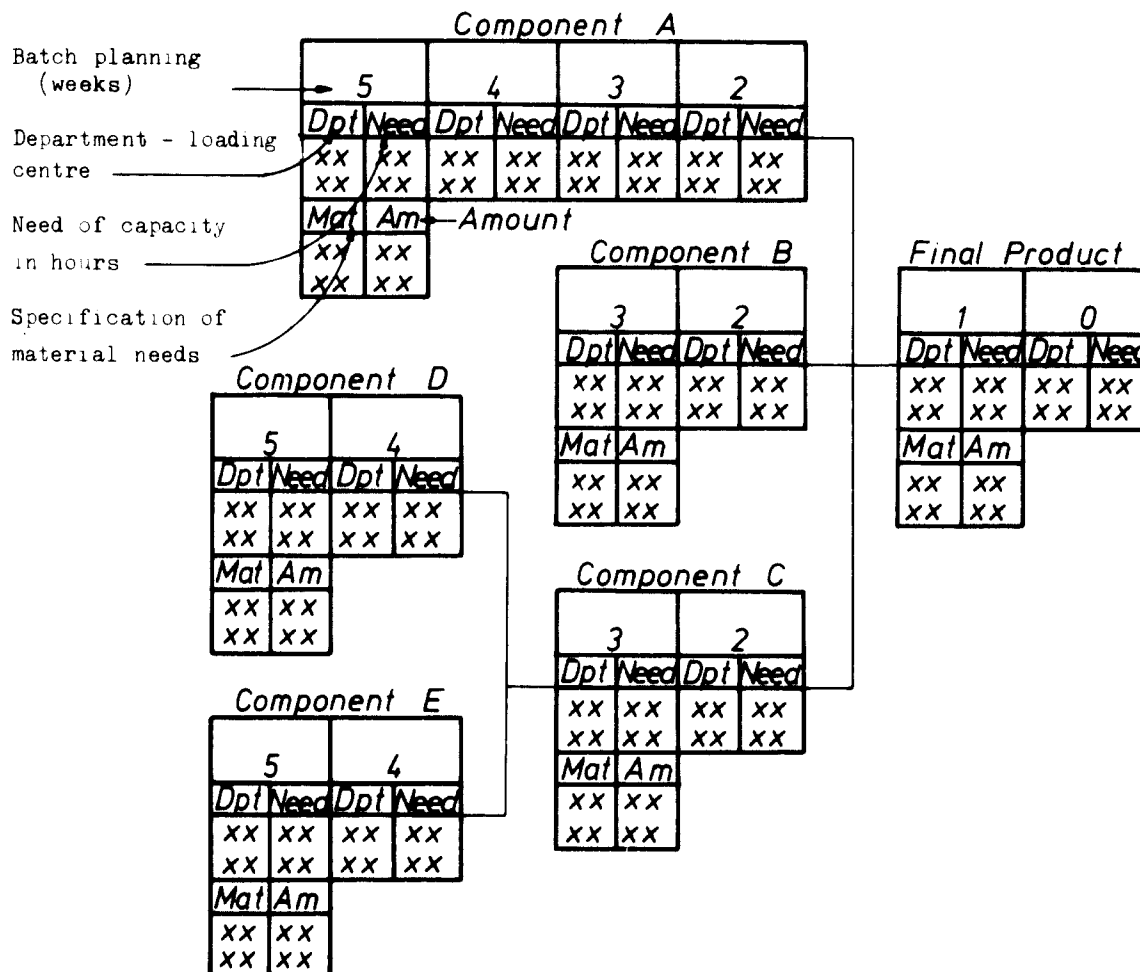 Component A
Batch planning
(weeks)
5 4 3 2
Dpt Need Dpt Need Dpt Need Dpt Need
Department - loading
centre
xx xx xx xx xx xx xx xx
xx xx xx xx xx xx xx xx
Mat Am Amount
xx xx
xx xx
Need of capacity
in hours
Specification of
material needs
Component B
3 2
Dpt Need Dpt Need
xx xx xx xx
xx xx xx xx
Mat Am
xx xx
xx xx
Final Product
1 0
Dpt Need Dpt Need
xx xx xx xx
xx xx xx xx
Mat Am
xx xx
xx xx
Component D
5 4
Dpt Need Dpt Need
xx xx xx xx
xx xx xx xx
Mat Am
xx xx
xx xx
Component C
3 2
Dpt Need Dpt Need
xx xx xx xx
xx xx xx xx
Mat Am
xx xx
xx xx
Component E
5 4
Dpt Need Dpt Need
xx xx xx xx
xx xx xx xx
Mat Am
xx xx
xx xx